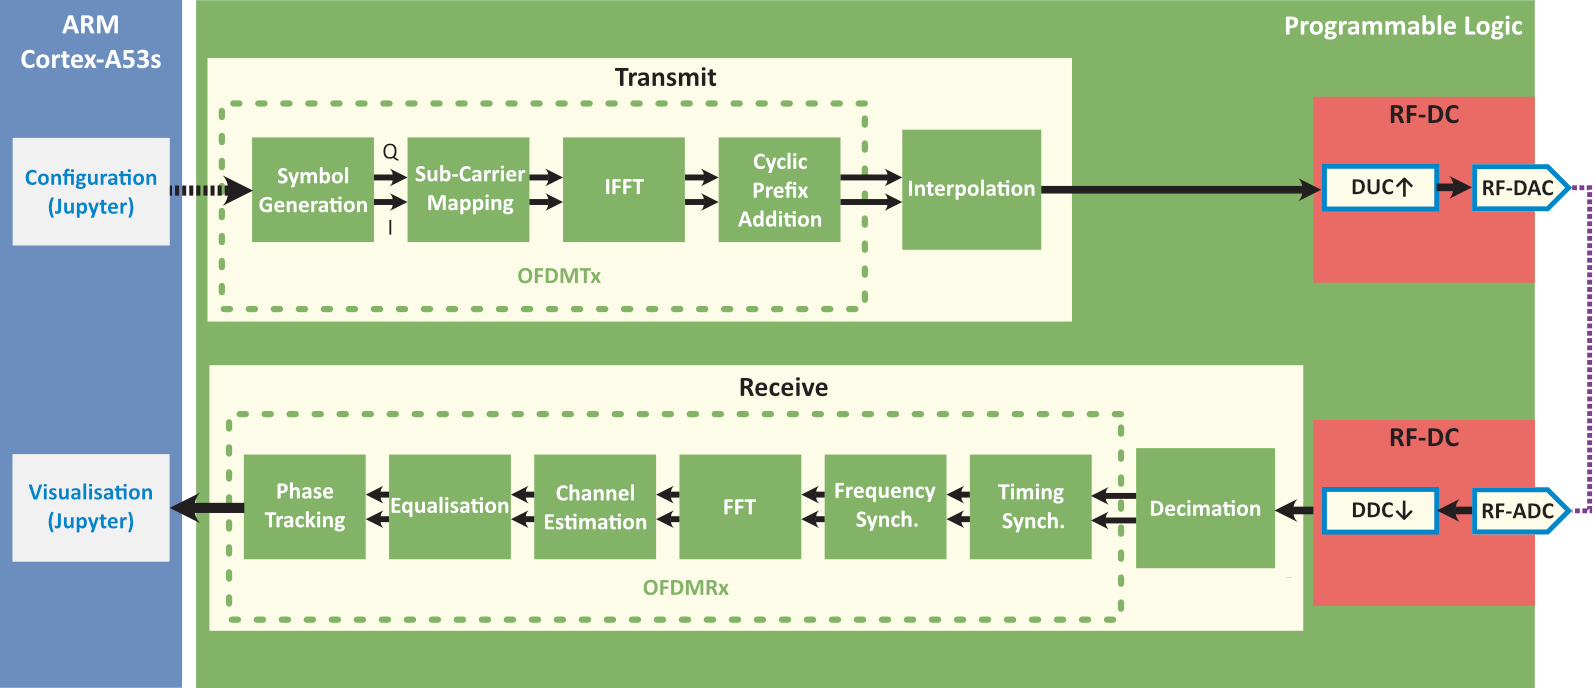 ARM
Cortex-A53s
Programmable Logic
Transmit
RF-DC
Configuration
(Jupyter)
Symbol
Generation
Q
I
Sub-Carrier
Mapping
IFFT
Cyclic
Prefix
Addition
Interpolation
DUC↑
RF-DAC
OFDMTx
Receive
RF-DC
Visualisation
(Jupyter)
Phase
Tracking
Equalisation
Channel
Estimation
FFT
Frequency
Synch.
Timing
Synch.
Decimation
DDC↓
RF-ADC
OFDMRx